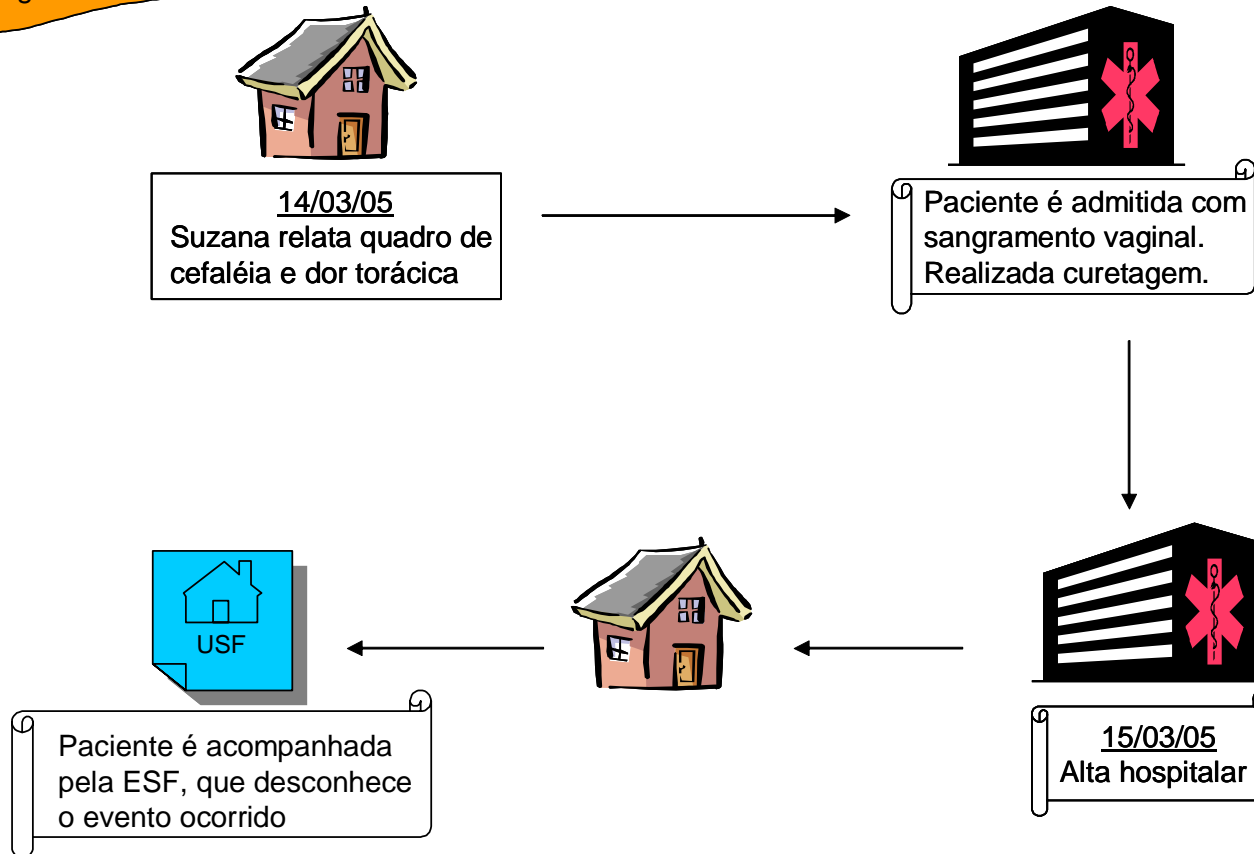 g
14/03/05
Suzana relata quadro de
cefaléia e dor torácica
Paciente é admitida com
sangramento vaginal.
Realizada curetagem.
USF
Paciente é acompanhada
pela ESF, que desconhece
o evento ocorrido
15/03/05
Alta hospitalar